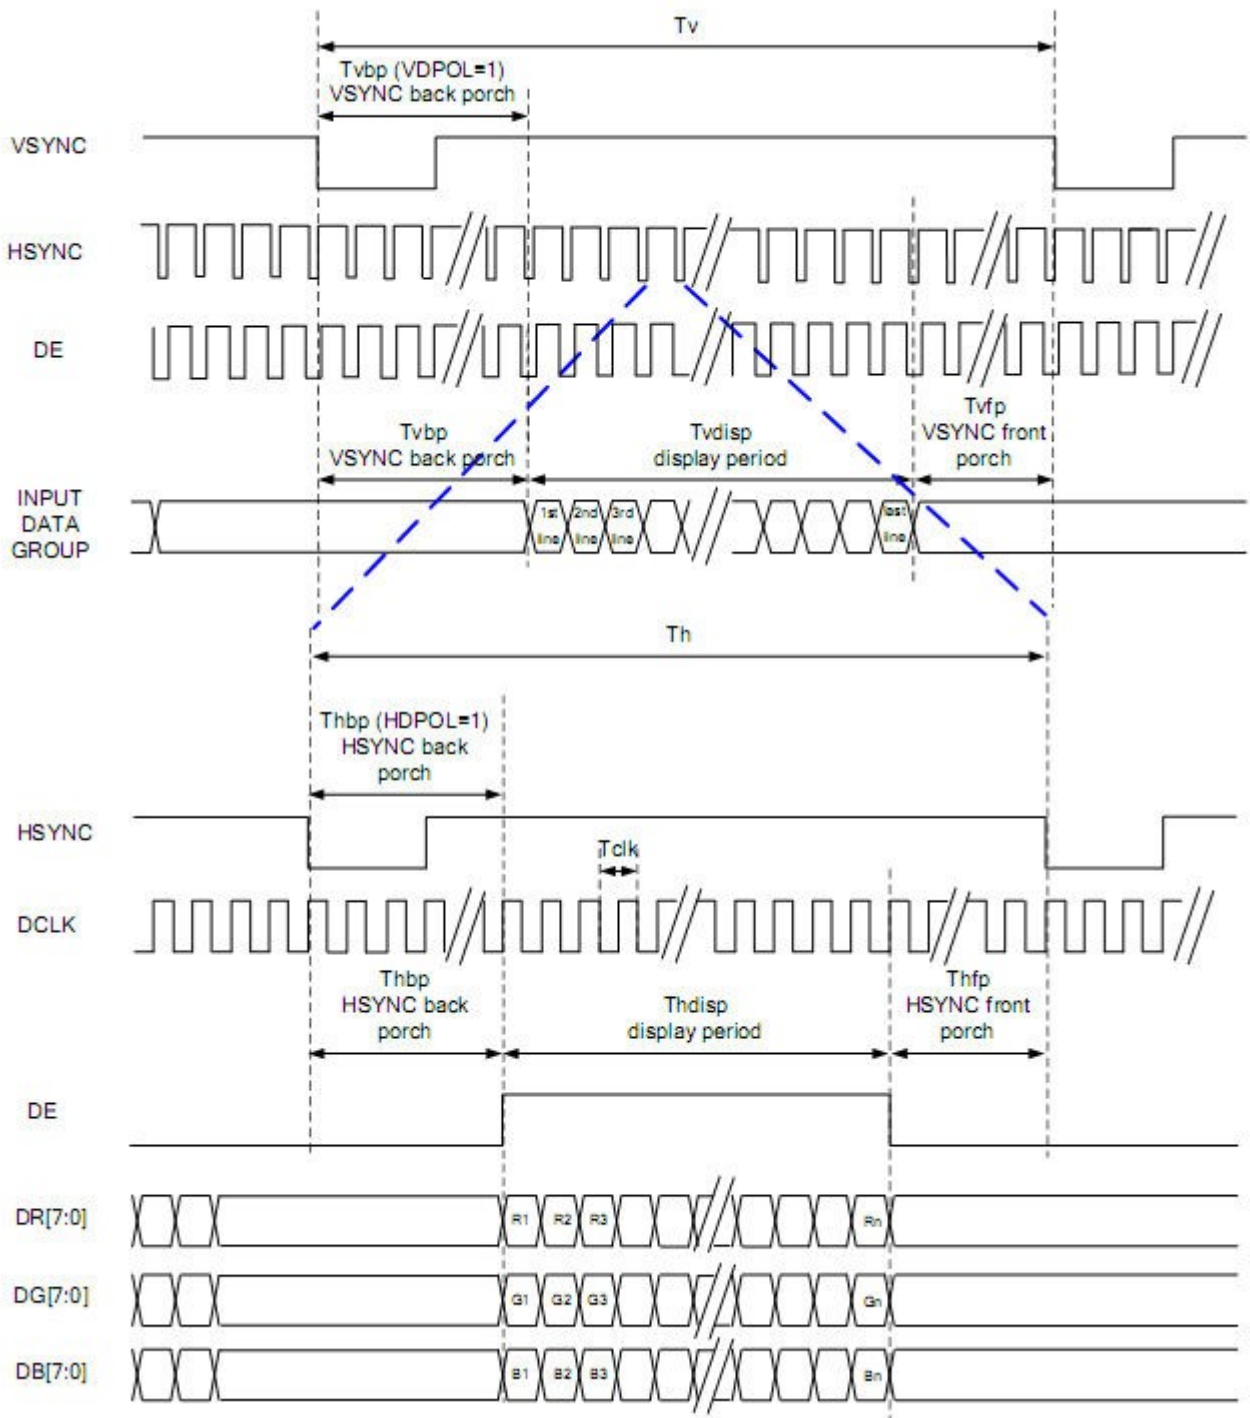 Tv
Tvbp (VDPOL=1)
VSYNC back porch
VSYNC
HSYNC
DE
Tvbp
VSYNC back porch
Tvdisp
display period
Tvfp
VSYNC front
porch
INPUT
DATA
GROUP
1st
line
2nd
line
3rd
line
last
line
Th
Thbp (HDPOL=1)
HSYNC back
porch
HSYNC
Tclk
DCLK
Thbp
HSYNC back
porch
Thdisp
display period
Thfp
HSYNC front
porch
DE
DR[7:0] R1 R2 R3 Rn
DG[7:0] G1 G2 G3 Gn
DB[7:0] B1 B2 B3 Bn